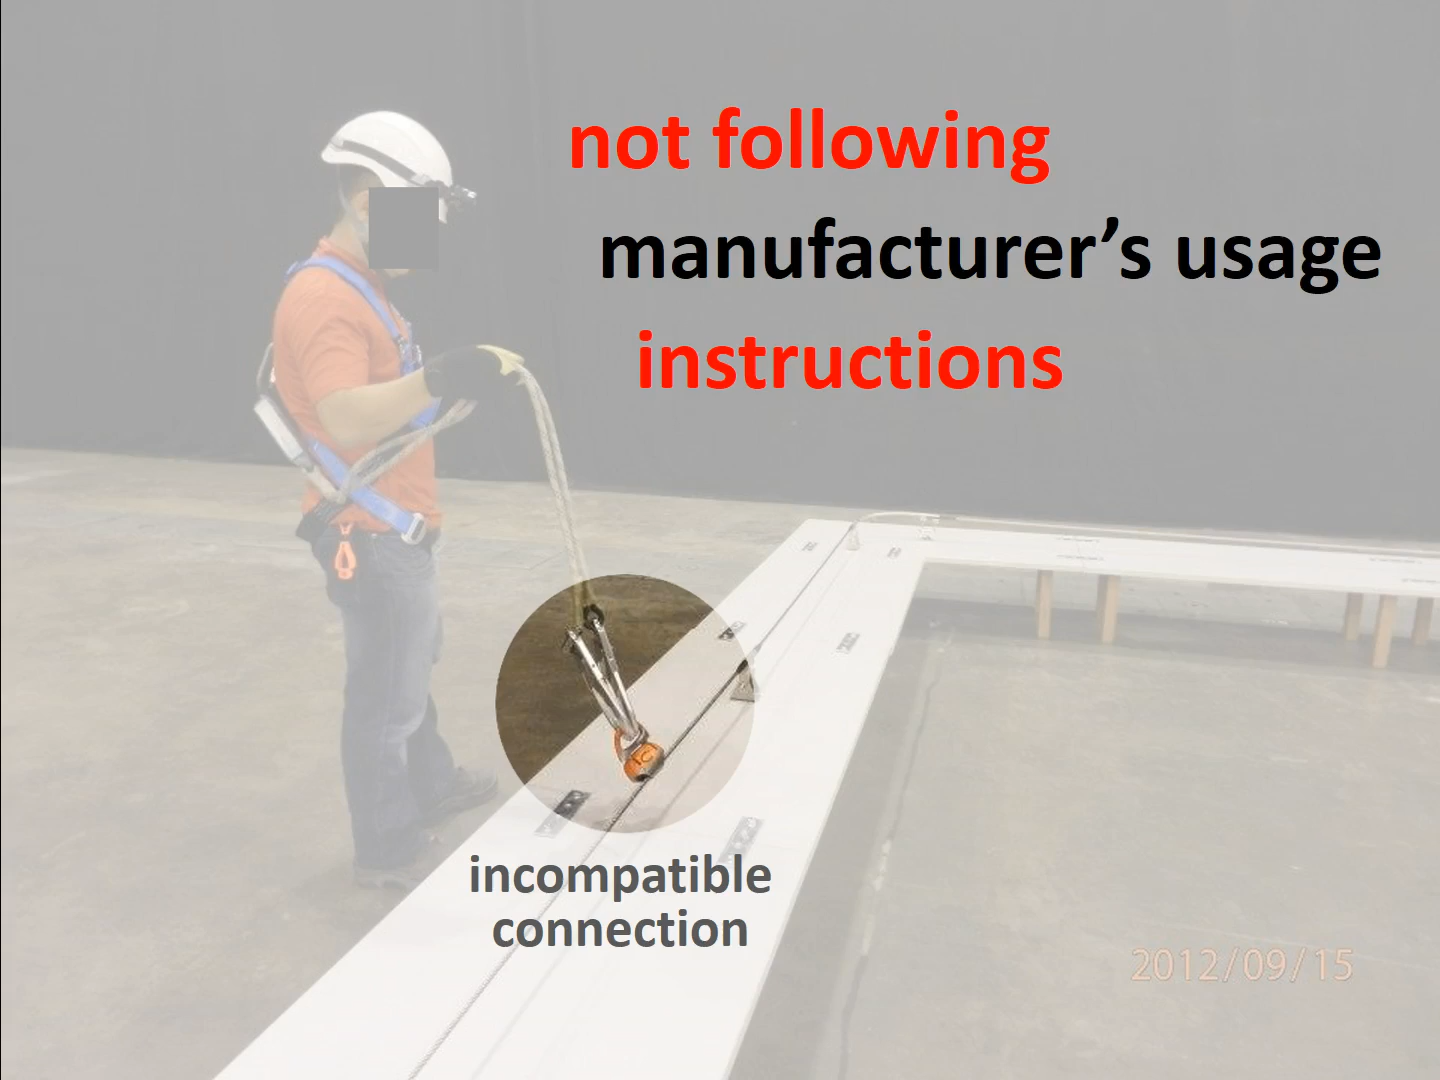 not following
manufacturer’s usage
instructions
incompatible
connection
2012/09/15